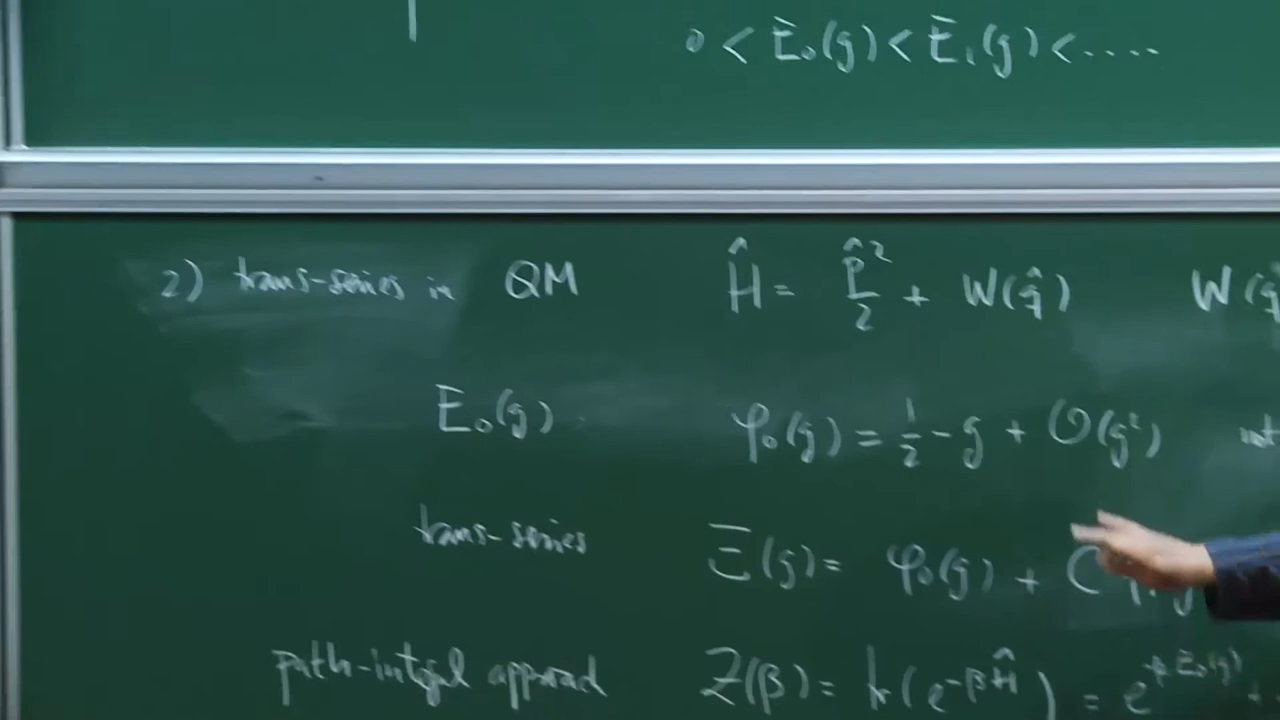 0 < E₀(g) < E₁(g) < ....
2) trans-series in QM Ĥ = P̂²/2 + W(q̂) W(q̂
E₀(g) φ₀(g) = 1/2 - g + O(g²)
trans-series Ξ(g) = φ₀(g) + C
path-integral approach Z(β) = tr(e^{-βĤ}) = e